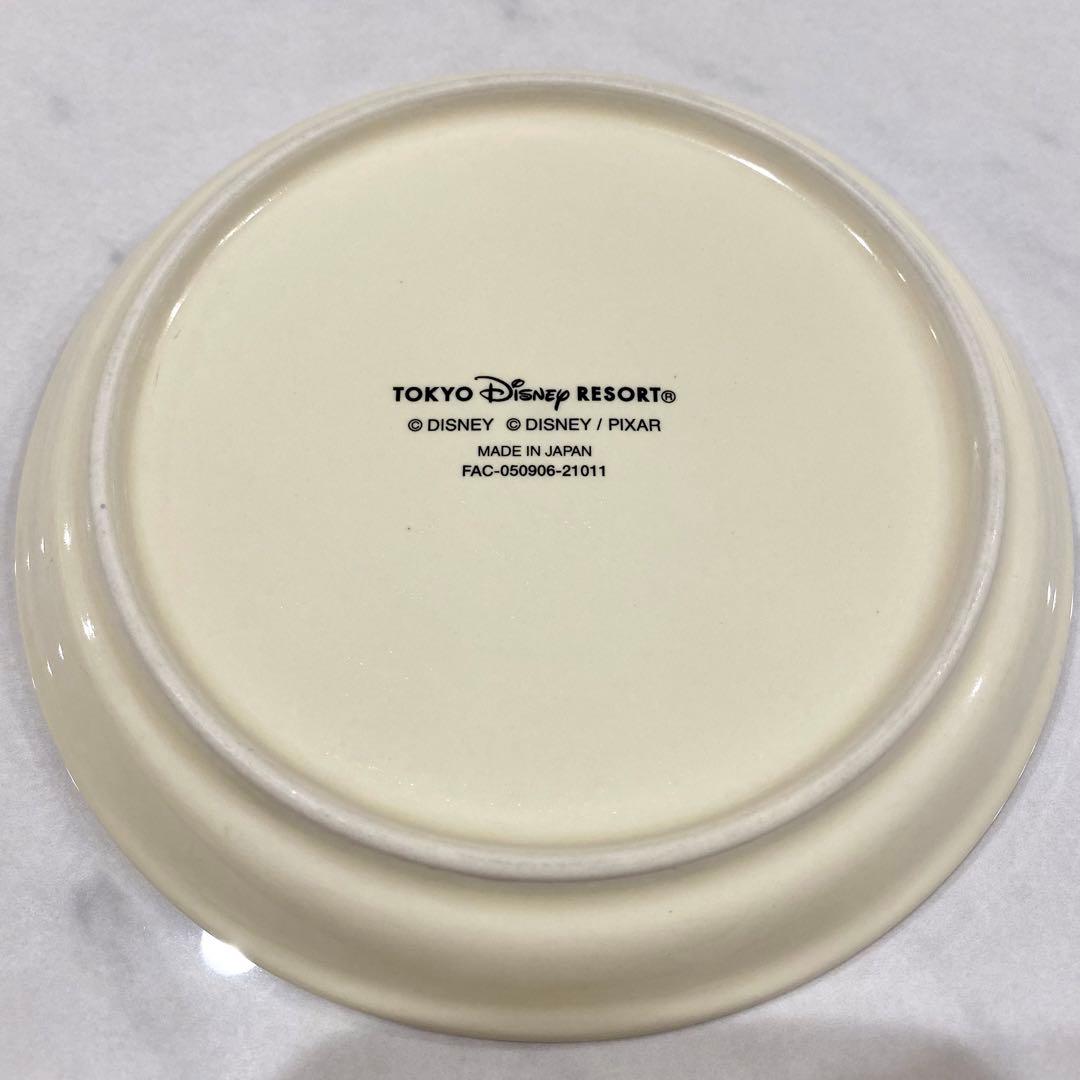 TOKYO Disney RESORT®
© DISNEY © DISNEY / PIXAR
MADE IN JAPAN
FAC-050906-21011